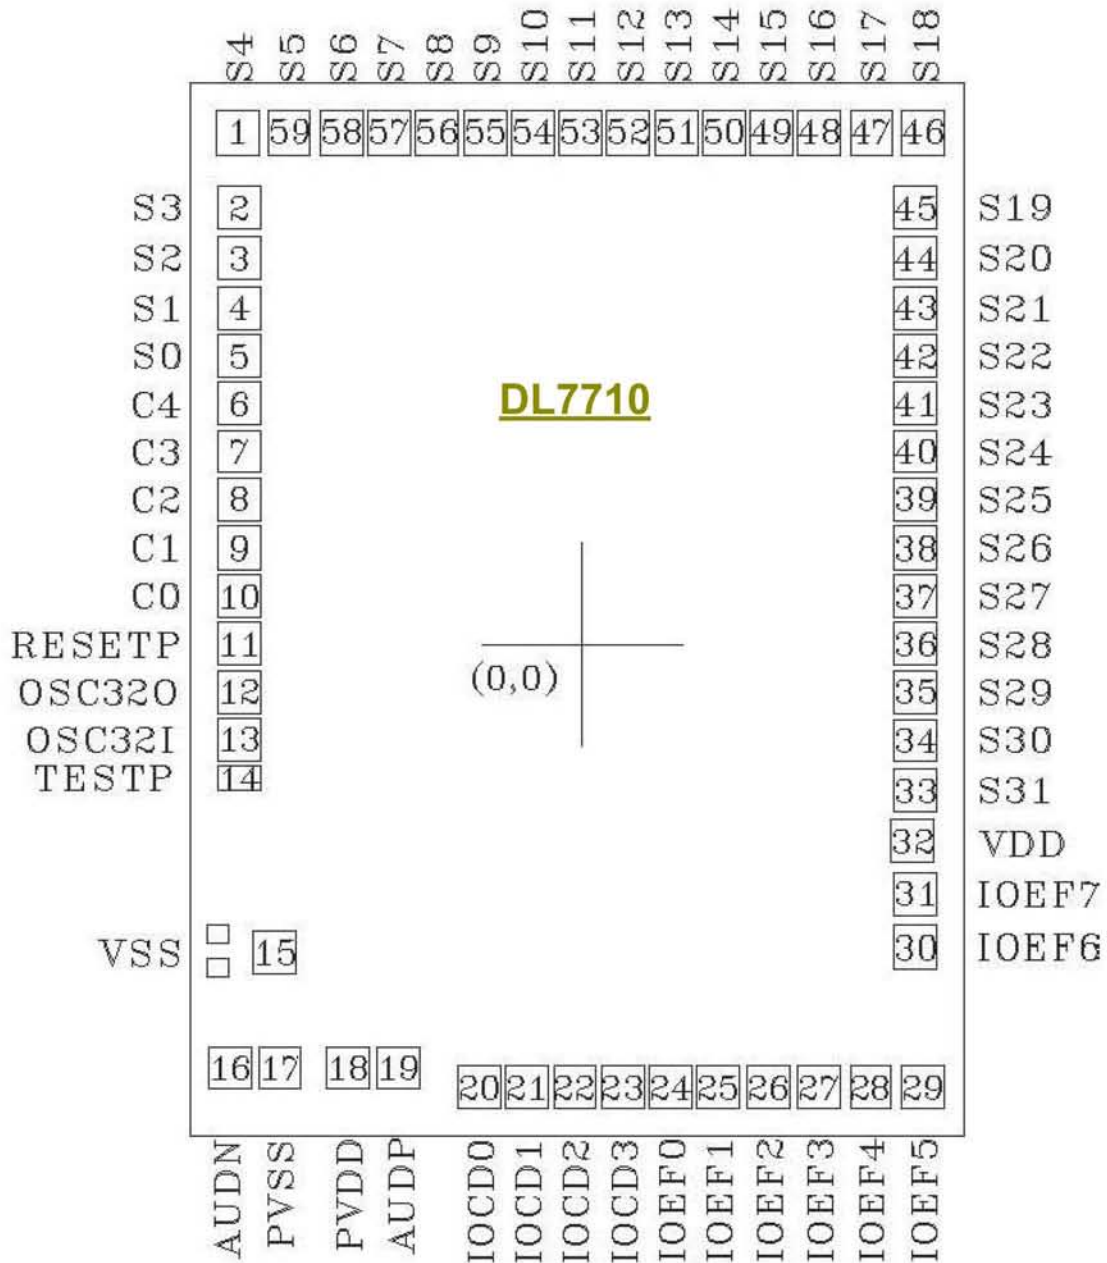 S4 S5 S6 S7 S8 S9 S10 S11 S12 S13 S14 S15 S16 S17 S18
1 59 58 57 56 55 54 53 52 51 50 49 48 47 46
S3 2 45 S19
S2 3 44 S20
S1 4 43 S21
S0 5 42 S22
DL7710
C4 6 41 S23
C3 7 40 S24
C2 8 39 S25
C1 9 38 S26
C0 10 37 S27
RESETP 11 36 S28
(0,0)
OSC32O 12 35 S29
OSC32I 13 34 S30
TESTP 14 33 S31
32 VDD
31 IOEF7
VSS 15 30 IOEF6
16 17 18 19 20 21 22 23 24 25 26 27 28 29
AUDN PVSS PVDD AUDP IOCD0 IOCD1 IOCD2 IOCD3 IOEF0 IOEF1 IOEF2 IOEF3 IOEF4 IOEF5